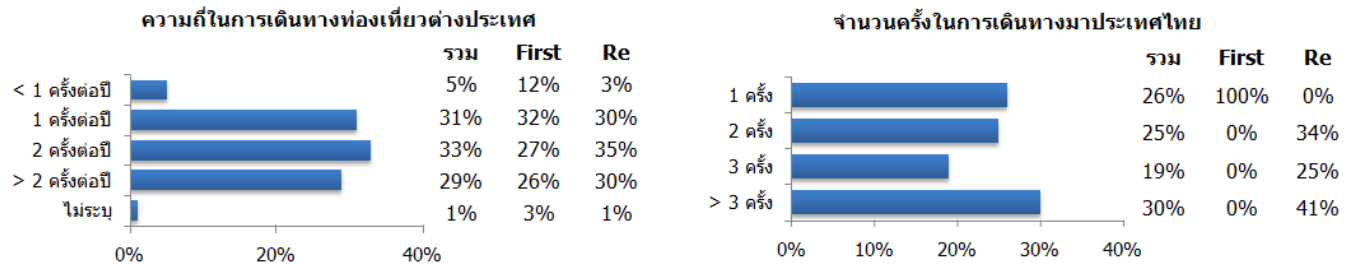 ความถี่ในการเดินทางท่องเที่ยวต่างประเทศ
รวม First Re
< 1 ครั้งต่อปี 5% 12% 3%
1 ครั้งต่อปี 31% 32% 30%
2 ครั้งต่อปี 33% 27% 35%
> 2 ครั้งต่อปี 29% 26% 30%
ไม่ระบุ 1% 3% 1%
0% 20% 40%
จำนวนครั้งในการเดินทางมาประเทศไทย
รวม First Re
1 ครั้ง 26% 100% 0%
2 ครั้ง 25% 0% 34%
3 ครั้ง 19% 0% 25%
> 3 ครั้ง 30% 0% 41%
0% 10% 20% 30% 40%